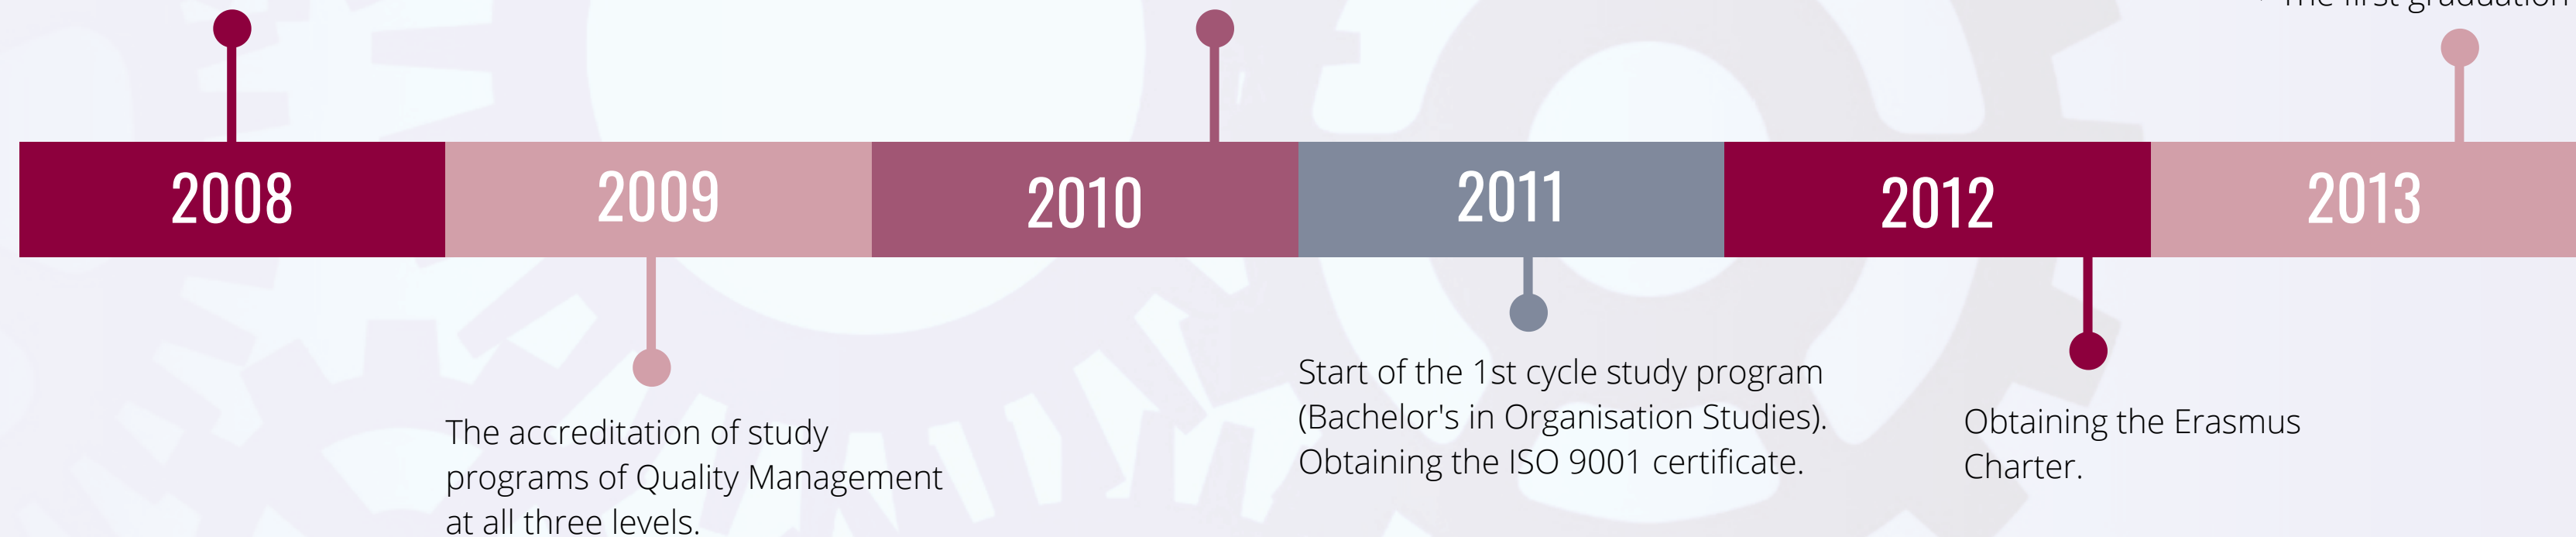 The first graduation
2008
2009
2010
2011
2012
2013
Start of the 1st cycle study program
(Bachelor's in Organisation Studies).
Obtaining the ISO 9001 certificate.
Obtaining the Erasmus
Charter.
The accreditation of study
programs of Quality Management
at all three levels.